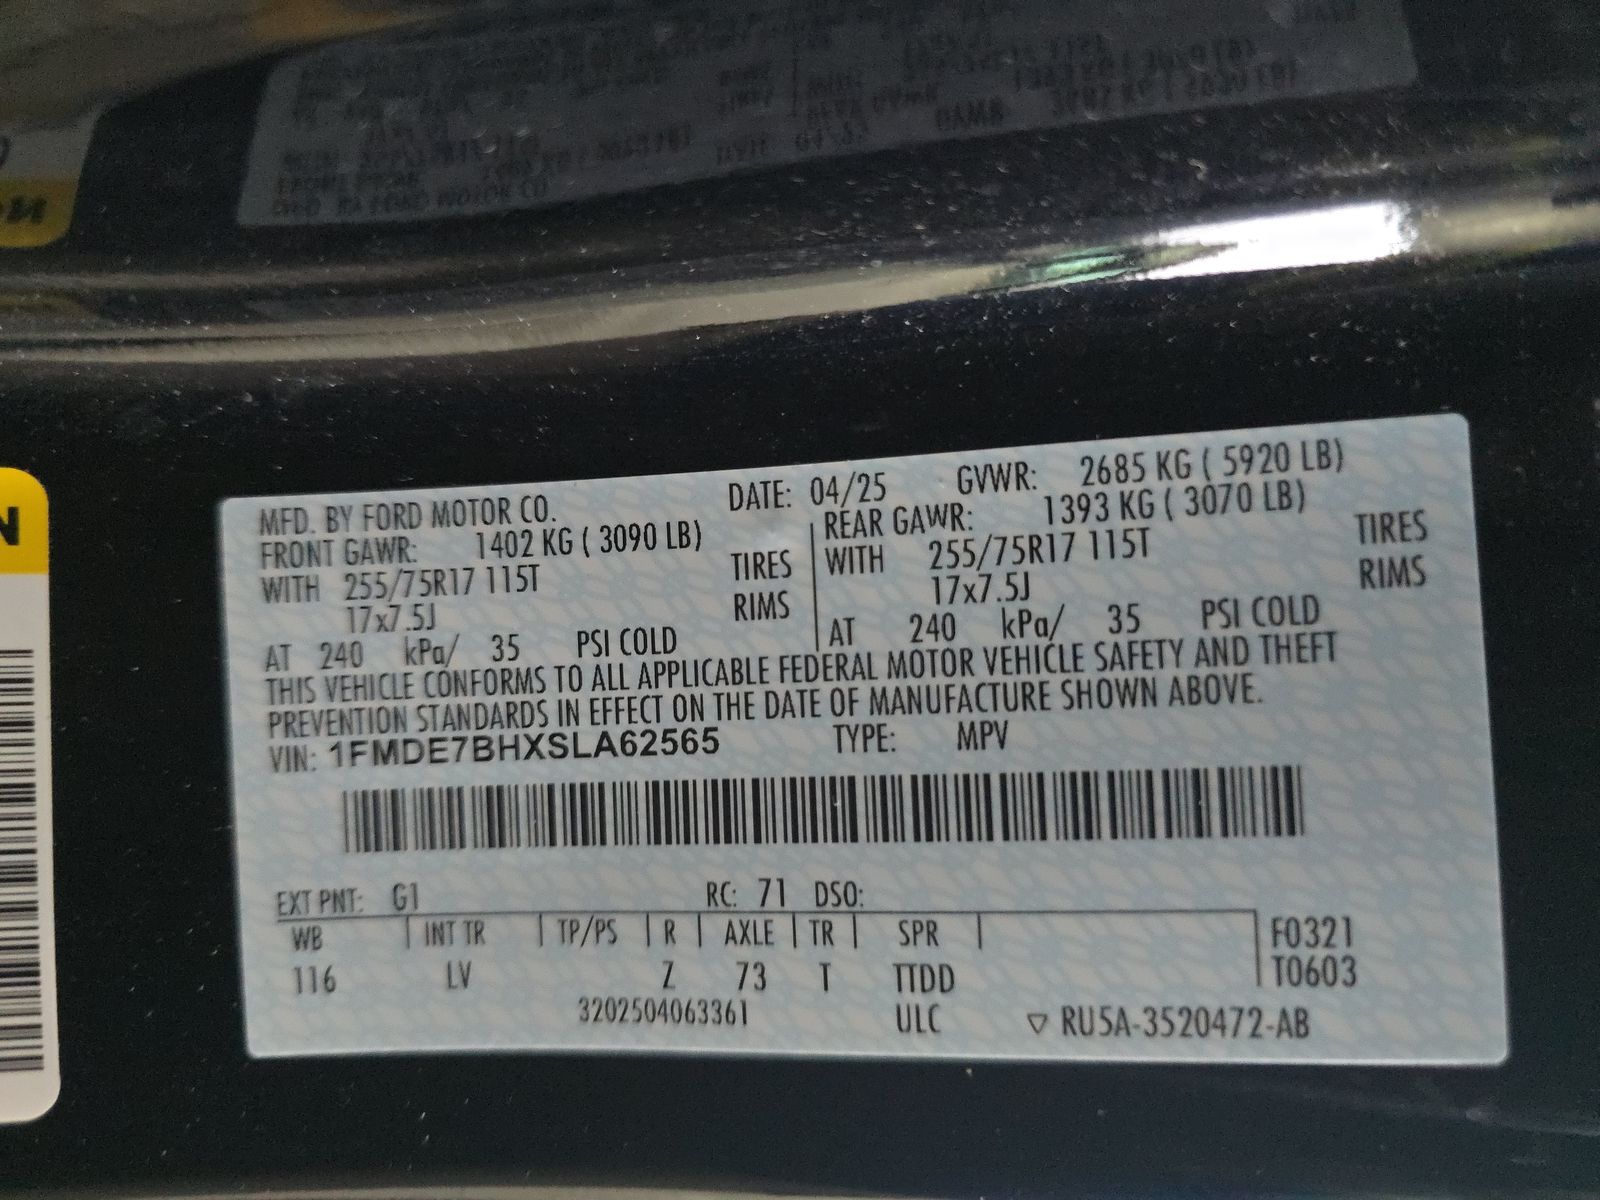 MFD. BY FORD MOTOR CO. DATE: 04/25 GVWR: 2685 KG ( 5920 LB)
FRONT GAWR: 1402 KG ( 3090 LB) REAR GAWR: 1393 KG ( 3070 LB)
WITH 255/75R17 115T TIRES WITH 255/75R17 115T TIRES
17x7.5J RIMS 17x7.5J RIMS
AT 240 kPa/ 35 PSI COLD AT 240 kPa/ 35 PSI COLD
THIS VEHICLE CONFORMS TO ALL APPLICABLE FEDERAL MOTOR VEHICLE SAFETY AND THEFT
PREVENTION STANDARDS IN EFFECT ON THE DATE OF MANUFACTURE SHOWN ABOVE.
VIN: 1FMDE7BHXSLA62565 TYPE: MPV
EXT PNT: G1 RC: 71 DSO:
WB INT TR TP/PS R AXLE TR SPR F0321
116 LV Z 73 T TTDD T0603
3202504063361 ULC ▽ RU5A-3520472-AB